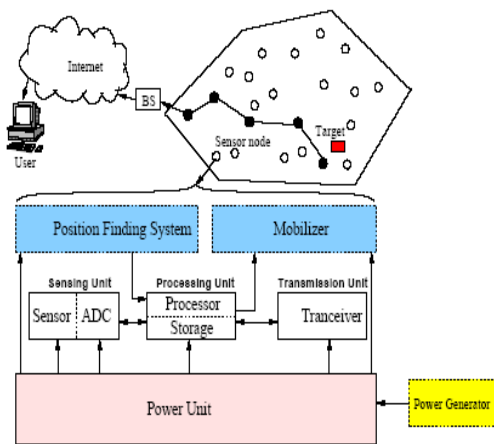 Internet
BS
Target
Sensor node
User
Position Finding System
Mobilizer
Sensing Unit
Processing Unit
Transmission Unit
Sensor
ADC
Processor
Storage
Tranceiver
Power Unit
Power Generator